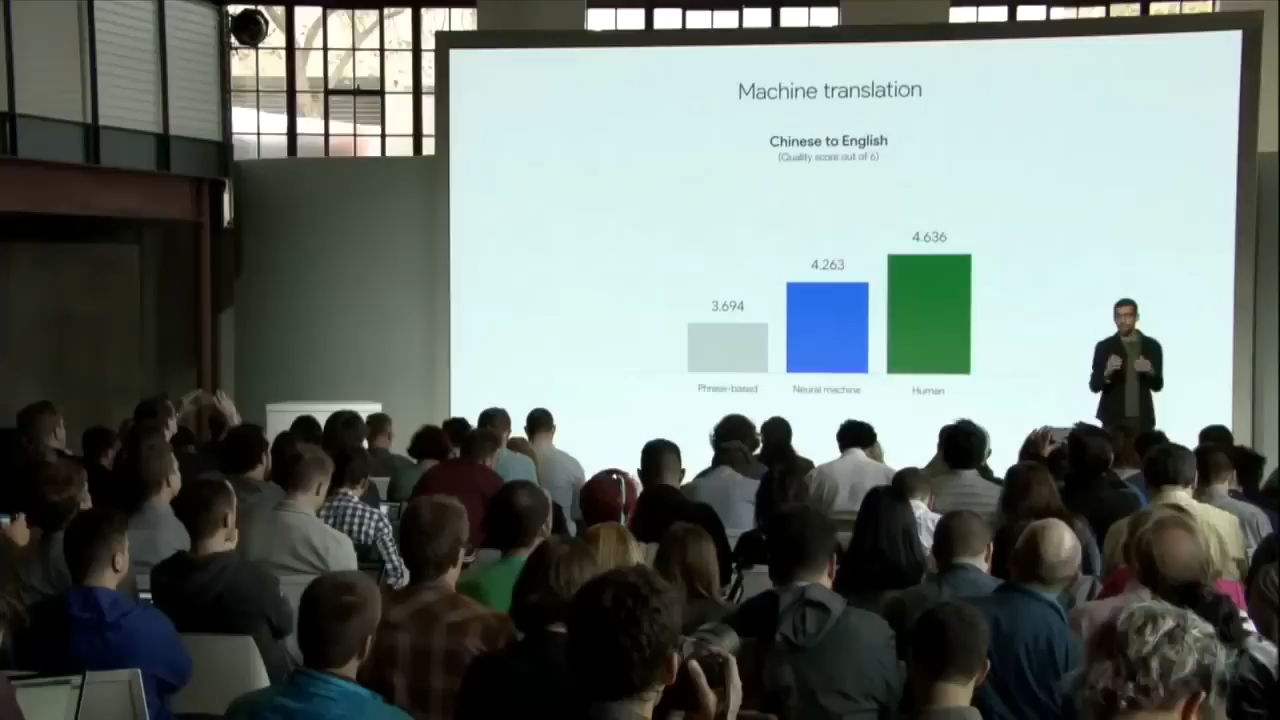 Machine translation
Chinese to English
(Quality score out of 6)
3.694
4.263
4.636
Phrase-based
Neural machine
Human